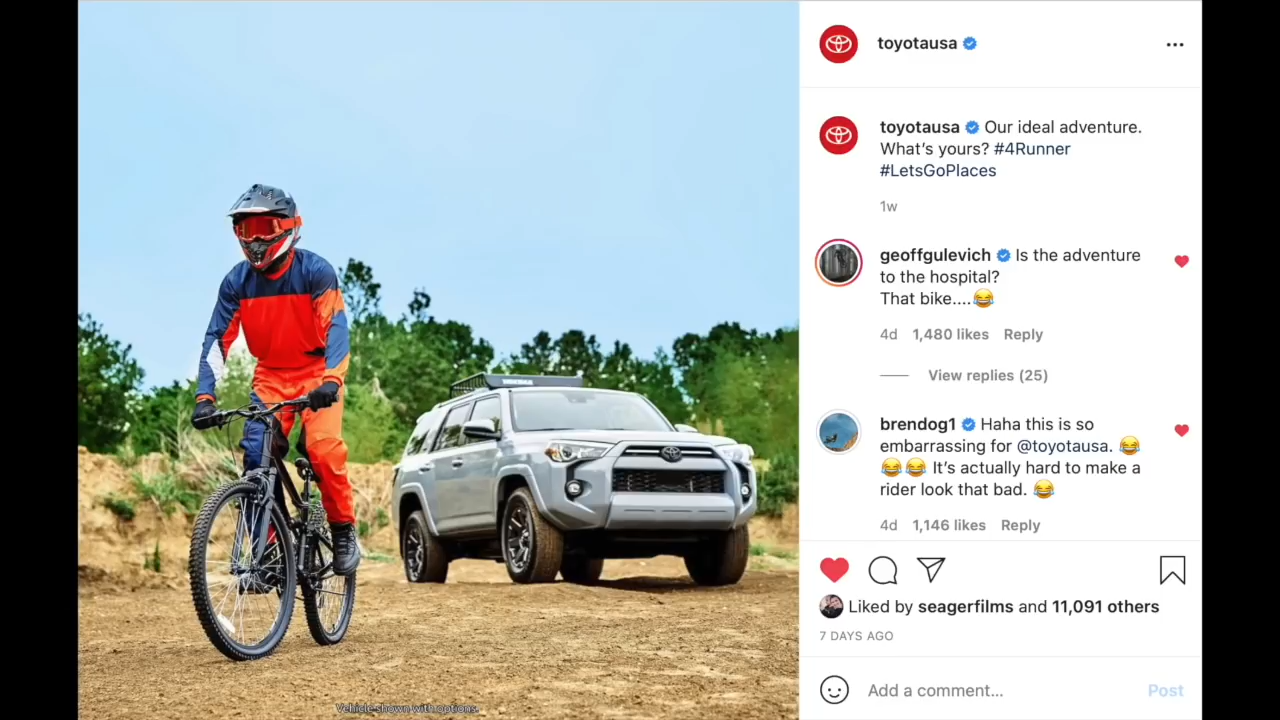 toyotausa
toyotausa Our ideal adventure.
What's yours? #4Runner
#LetsGoPlaces
1w
geoffgulevich Is the adventure
to the hospital?
That bike....😂
4d 1,480 likes Reply
View replies (25)
brendog1 Haha this is so
embarrassing for @toyotausa. 😂
😂😂 It's actually hard to make a
rider look that bad. 😂
4d 1,146 likes Reply
Liked by seagerfilms and 11,091 others
7 DAYS AGO
Add a comment... Post
YAKIMA
Vehicle shown with options.